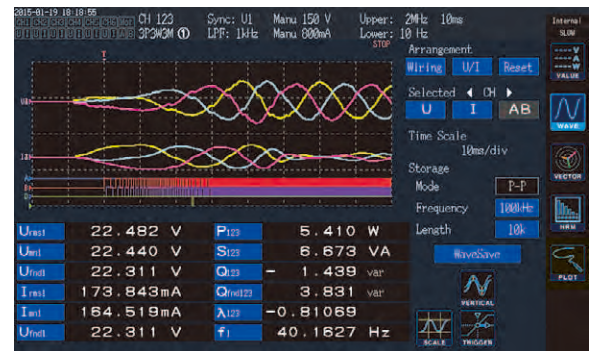 2015-01-19 18:18:55
CH 123 Sync: U1 Manu 150 V Upper: 2MHz 10ms
3P3W3M ① LPF: 1kHz Manu 800mA Lower: 10 Hz
STOP
Internal
SLOW
VALUE
WAVE
VECTOR
HRM
PLOT
Arrangement
Wiring U/I Reset
Selected ◀ CH ▶
U I AB
Time Scale
10ms/div
Storage
Mode P-P
Frequency 100kHz
Length 10k
WaveSave
VERTICAL
SCALE TRIGGER
T
Urms1 22.482 V P123 5.410 W
Umn1 22.440 V S123 6.673 VA
Ufnd1 22.311 V Q123 - 1.439 var
Irms1 173.843mA Qfnd123 3.831 var
Imn1 164.519mA λ123 -0.81069
Ufnd1 22.311 V f1 40.1627 Hz